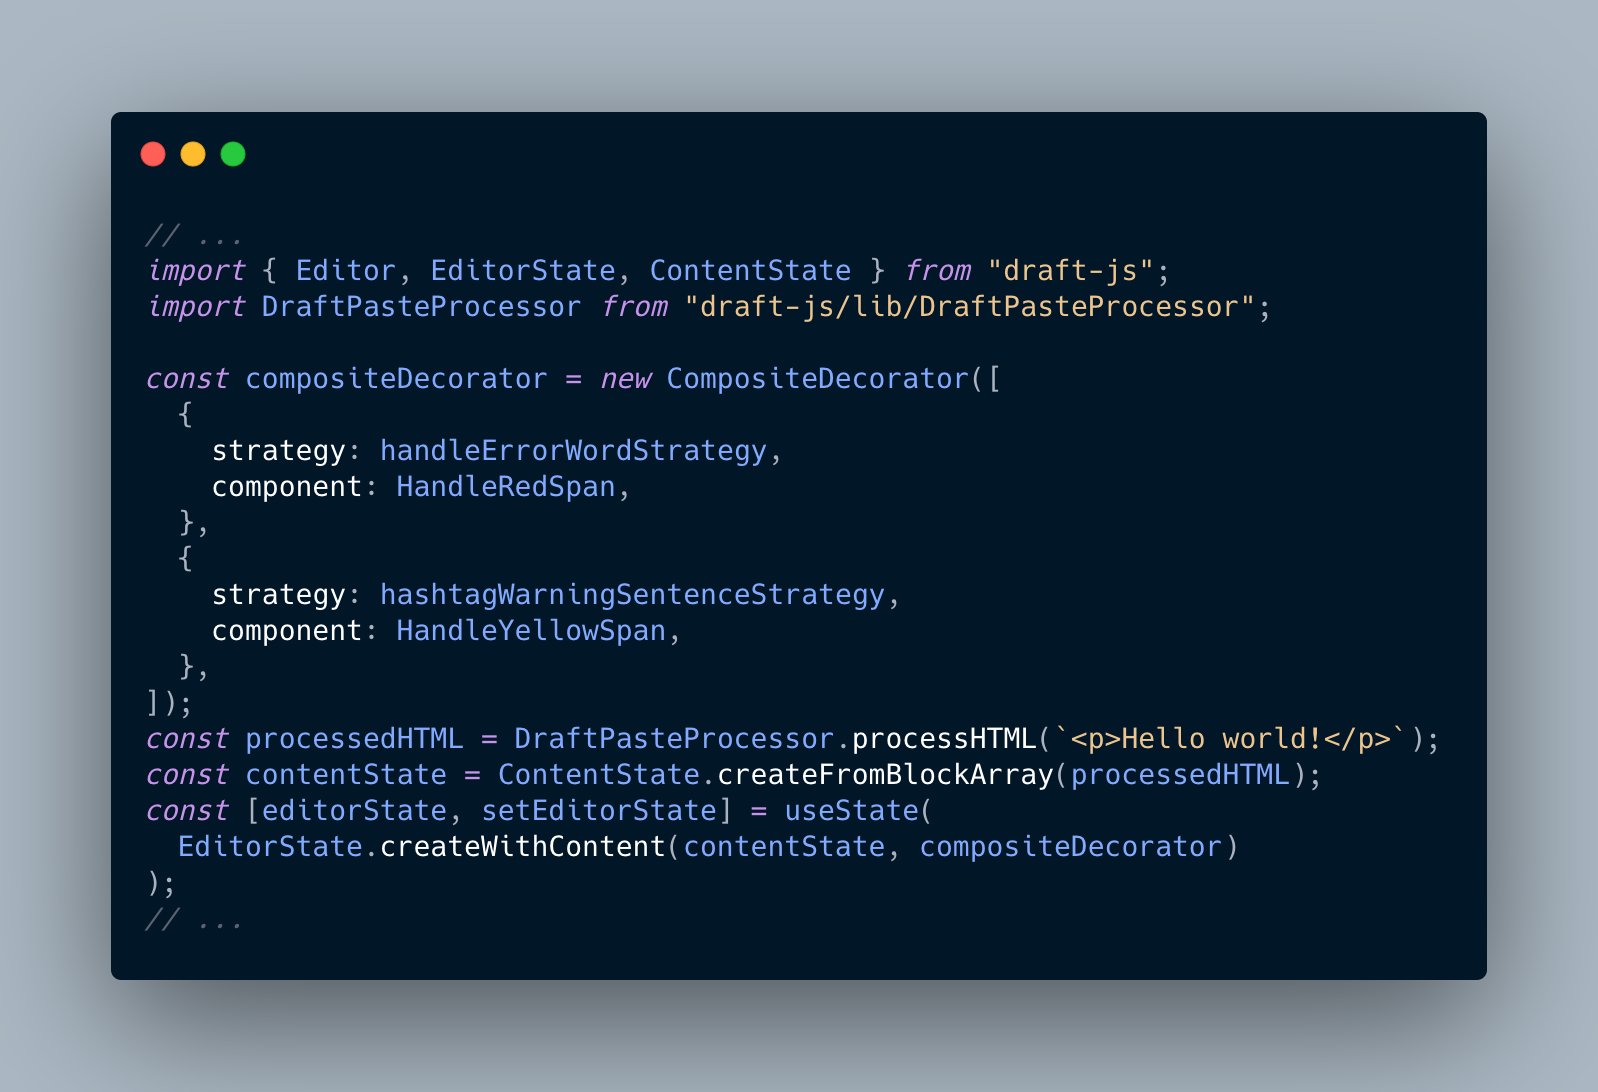 // ...
import { Editor, EditorState, ContentState } from "draft-js";
import DraftPasteProcessor from "draft-js/lib/DraftPasteProcessor";

const compositeDecorator = new CompositeDecorator([
  {
    strategy: handleErrorWordStrategy,
    component: HandleRedSpan,
  },
  {
    strategy: hashtagWarningSentenceStrategy,
    component: HandleYellowSpan,
  },
]);
const processedHTML = DraftPasteProcessor.processHTML(`<p>Hello world!</p>`);
const contentState = ContentState.createFromBlockArray(processedHTML);
const [editorState, setEditorState] = useState(
  EditorState.createWithContent(contentState, compositeDecorator)
);
// ...